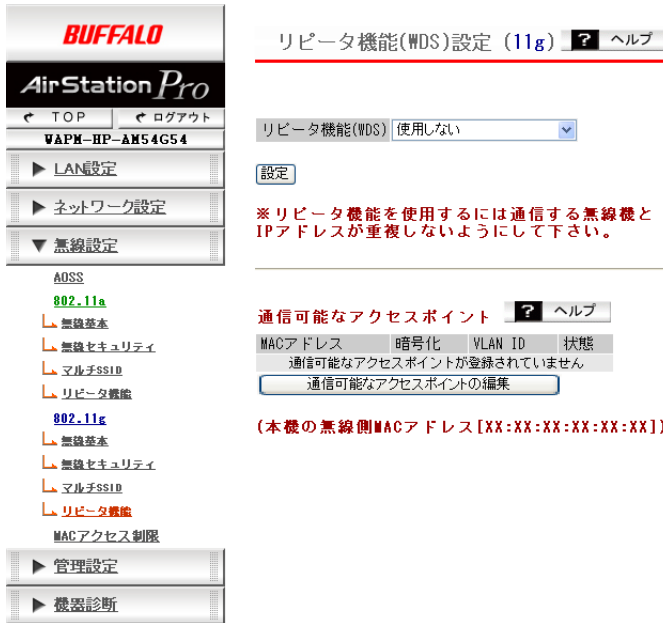 BUFFALO
AirStation Pro
TOP
ログアウト
WAPM-HP-AM54G54
LAN設定
ネットワーク設定
無線設定
AOSS
802.11a
無線基本
無線セキュリティ
マルチSSID
リピータ機能
802.11g
無線基本
無線セキュリティ
マルチSSID
リピータ機能
MACアクセス制限
管理設定
機器診断
リピータ機能(WDS)設定 (11g) ? ヘルプ
リピータ機能(WDS) 使用しない
設定
※リピータ機能を使用するには通信する無線機と
IPアドレスが重複しないようにして下さい。
通信可能なアクセスポイント ? ヘルプ
MACアドレス 暗号化 VLAN ID 状態
通信可能なアクセスポイントが登録されていません
通信可能なアクセスポイントの編集
(本機の無線側MACアドレス[XX:XX:XX:XX:XX:XX])